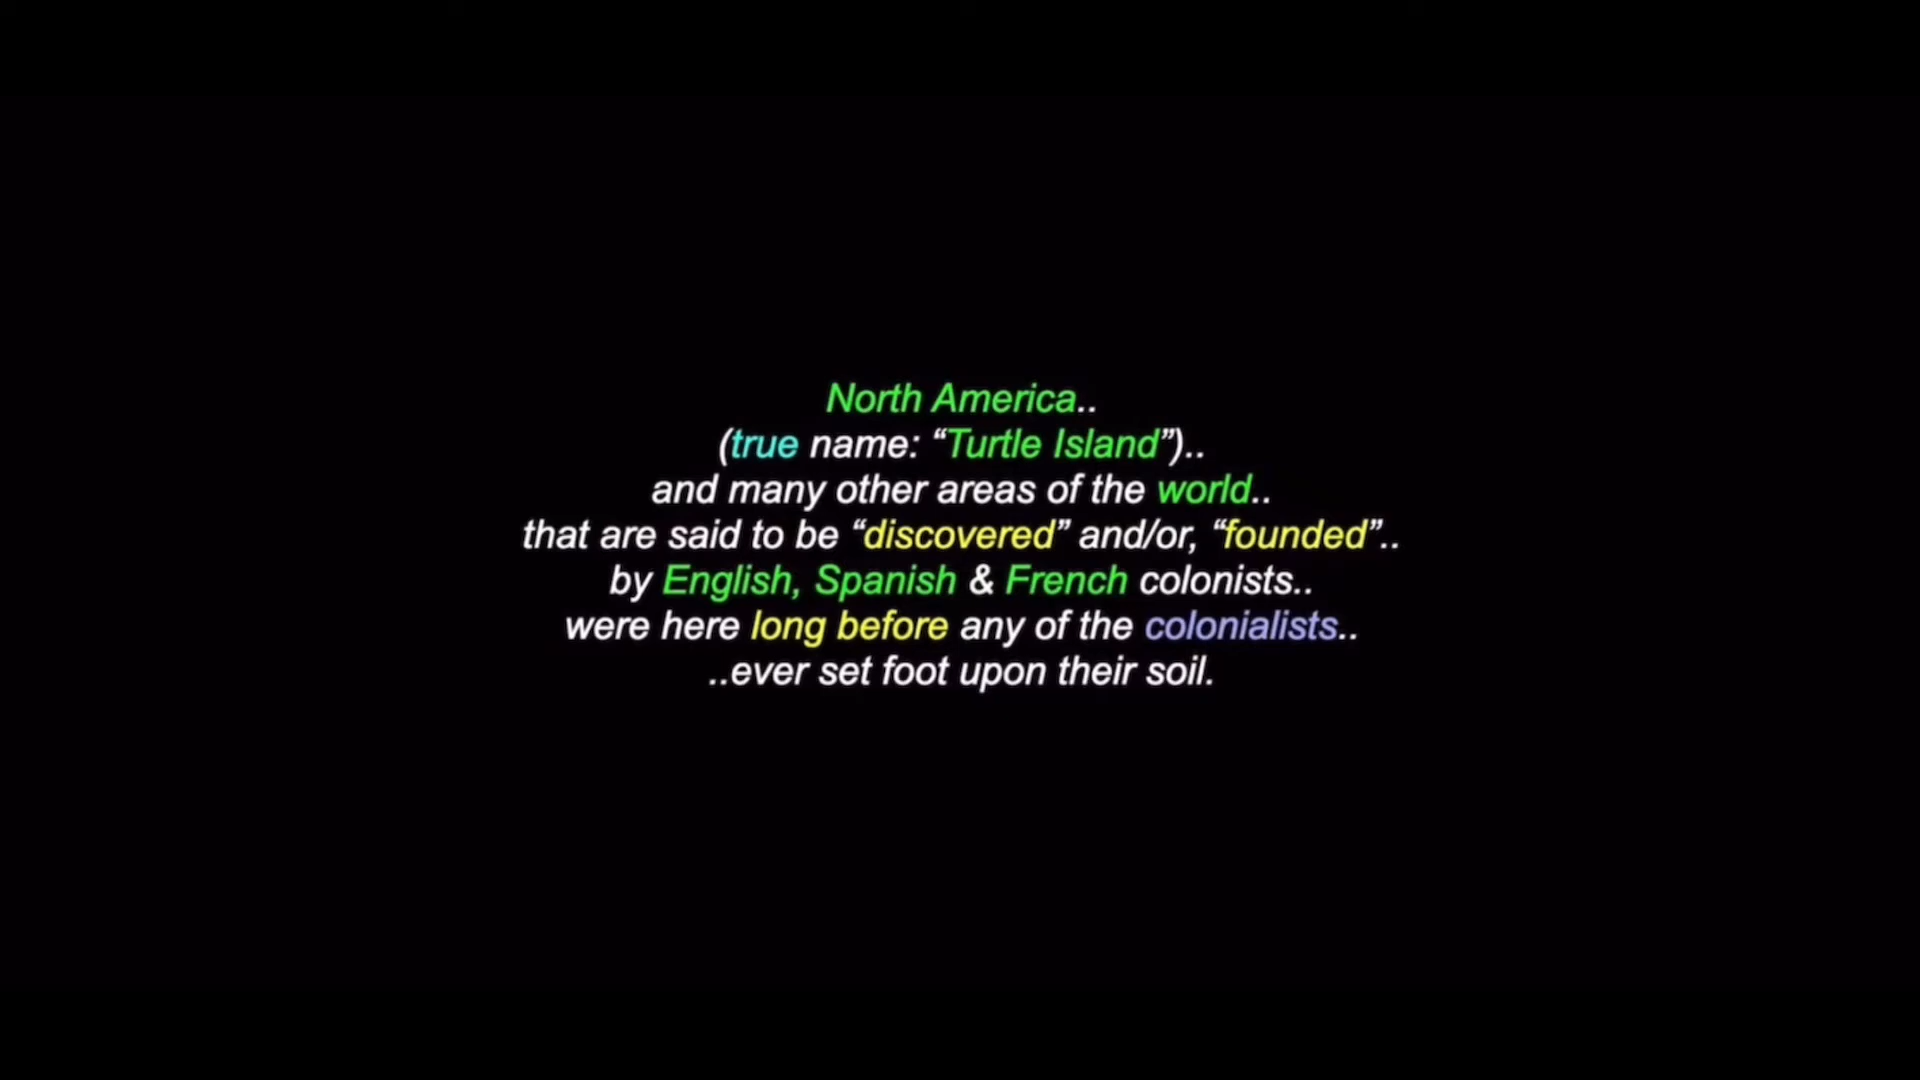 North America..
(true name: “Turtle Island”)..
and many other areas of the world..
that are said to be “discovered” and/or, “founded”..
by English, Spanish & French colonists..
were here long before any of the colonialists..
..ever set foot upon their soil.